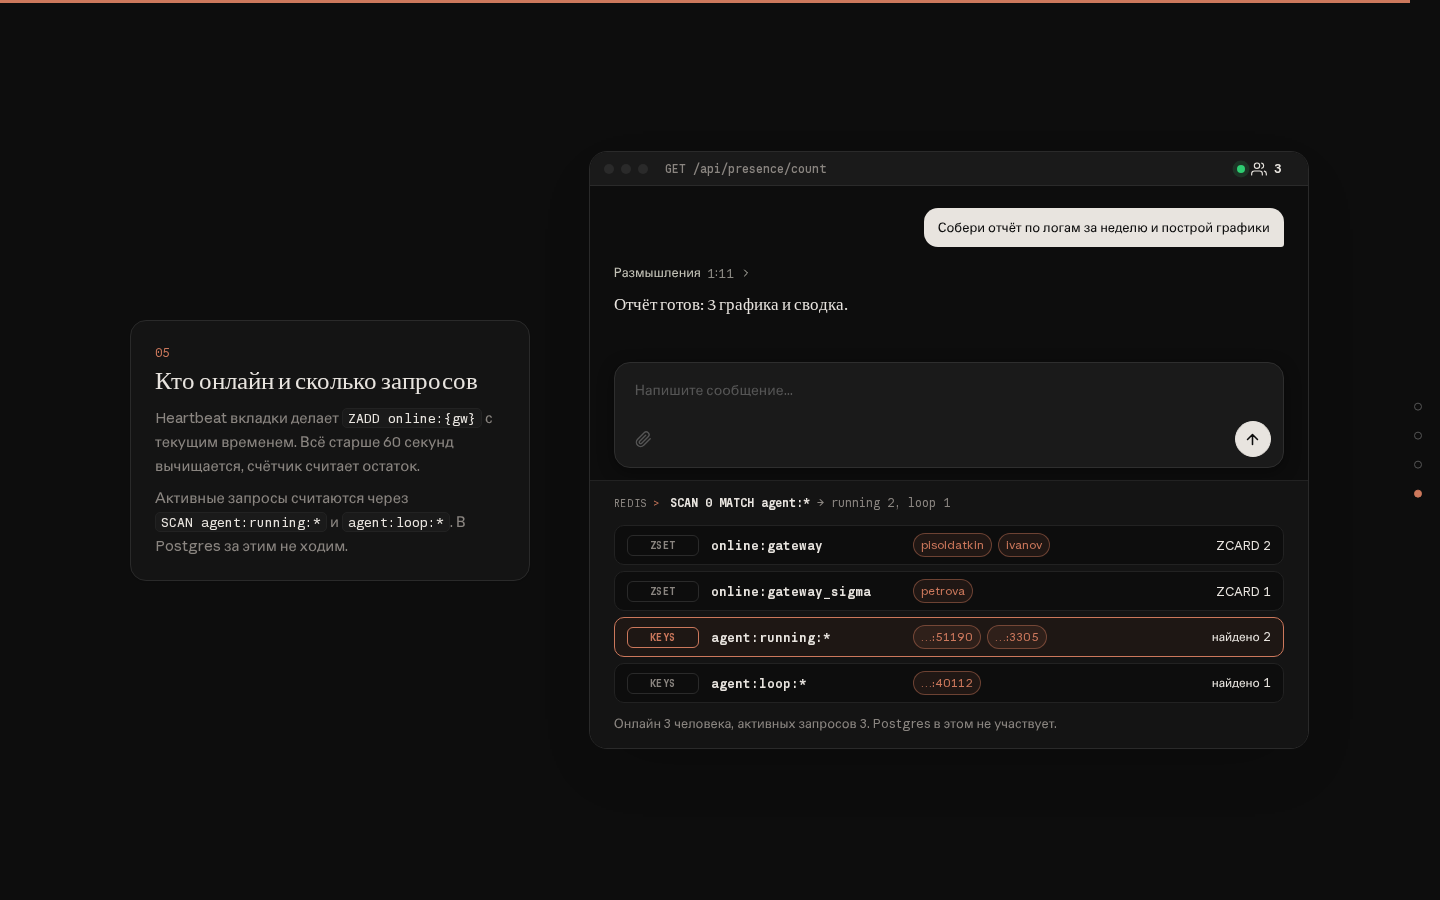 GET /api/presence/count
3
Собери отчёт по логам за неделю и построй графики
Размышления 1:11 >
Отчёт готов: 3 графика и сводка.
05
Кто онлайн и сколько запросов
Heartbeat вкладки делает ZADD online:{gw} с
текущим временем. Всё старше 60 секунд
вычищается, счётчик считает остаток.
Активные запросы считаются через
SCAN agent:running:* и agent:loop:*. В
Postgres за этим не ходим.
Напишите сообщение...
REDIS > SCAN 0 MATCH agent:* → running 2, loop 1
ZSET online:gateway pisoldatkin ivanov ZCARD 2
ZSET online:gateway_sigma petrova ZCARD 1
KEYS agent:running:* ...:51190 ...:3305 найдено 2
KEYS agent:loop:* ...:40112 найдено 1
Онлайн 3 человека, активных запросов 3. Postgres в этом не участвует.